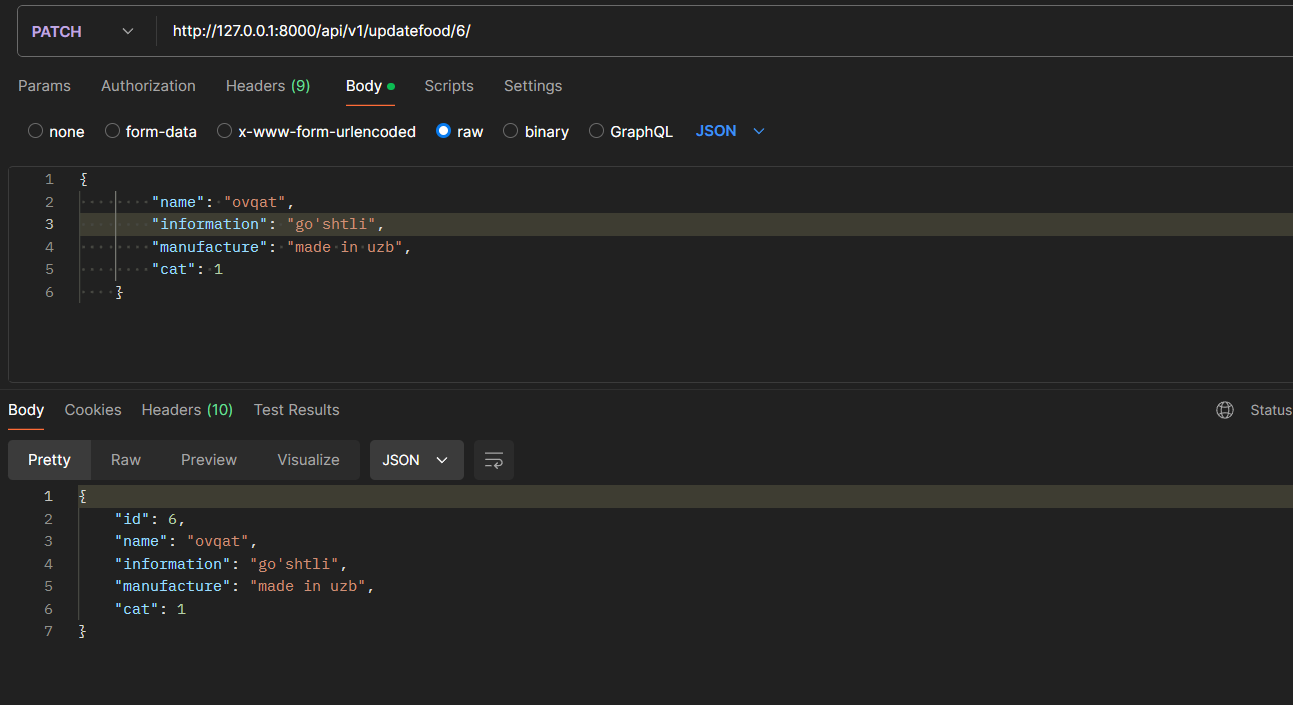 PATCH http://127.0.0.1:8000/api/v1/updatefood/6/
Params Authorization Headers (9) Body Scripts Settings
none form-data x-www-form-urlencoded raw binary GraphQL JSON
1 {
2 "name": "ovqat",
3 "information": "go'shtli",
4 "manufacture": "made in uzb",
5 "cat": 1
6 }
Body Cookies Headers (10) Test Results Status
Pretty Raw Preview Visualize JSON
1 {
2 "id": 6,
3 "name": "ovqat",
4 "information": "go'shtli",
5 "manufacture": "made in uzb",
6 "cat": 1
7 }